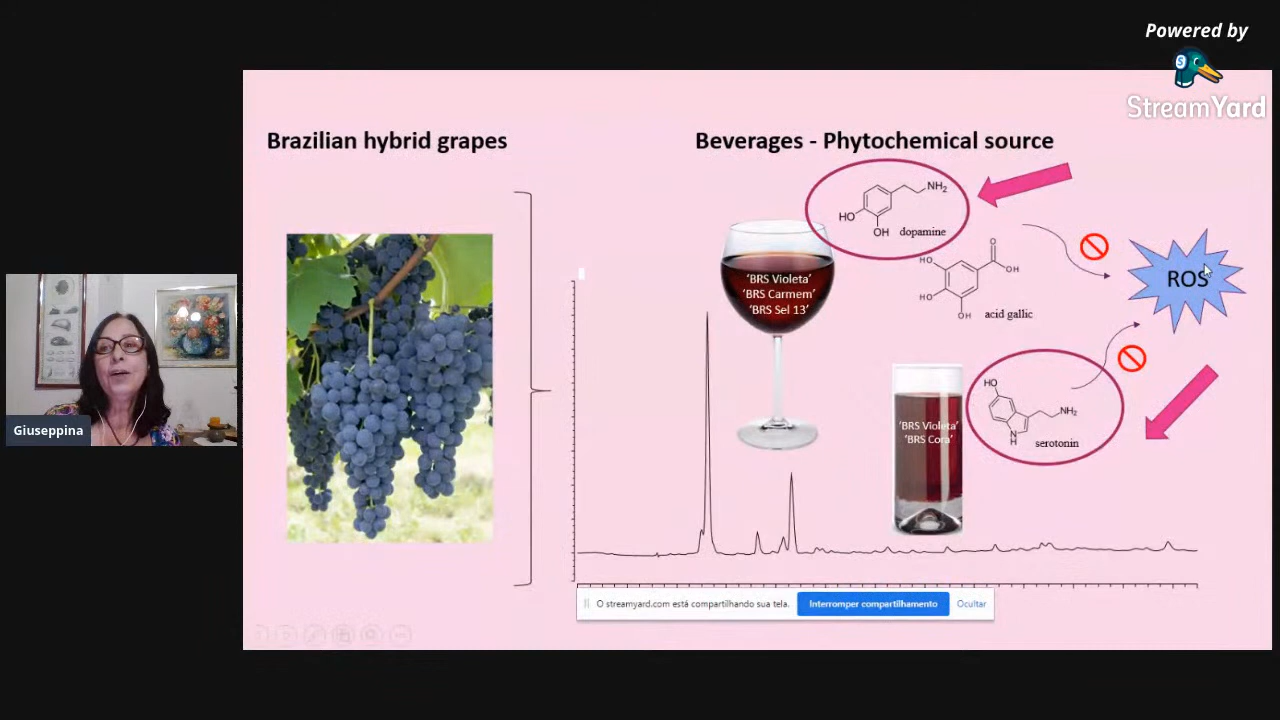 Powered by
StreamYard
Brazilian hybrid grapes
Beverages - Phytochemical source
NH₂
HO
OH
dopamine
'BRS Violeta'
'BRS Carmem'
'BRS Sel 13'
O
OH
HO
HO
OH
acid gallic
ROS
HO
NH₂
N
H
serotonin
'BRS Violeta'
'BRS Cora'
Giuseppina
O streamyard.com está compartilhando sua tela.
Interromper compartilhamento
Ocultar